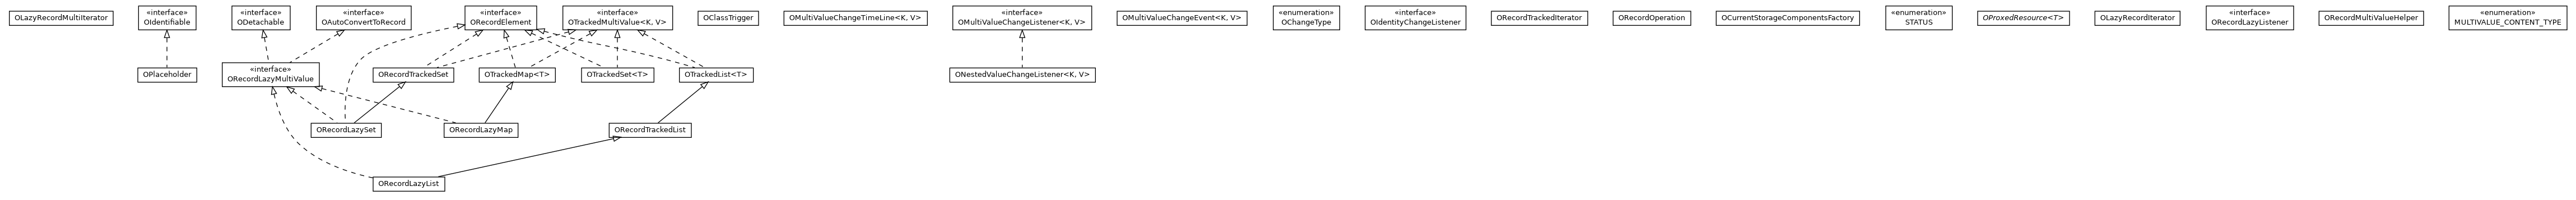 OLazyRecordMultiIterator
«interface»
OIdentifiable
«interface»
ODetachable
«interface»
OAutoConvertToRecord
«interface»
ORecordElement
«interface»
OTrackedMultiValue<K, V>
OClassTrigger
OMultiValueChangeTimeLine<K, V>
«interface»
OMultiValueChangeListener<K, V>
OMultiValueChangeEvent<K, V>
«enumeration»
OChangeType
«interface»
OIdentityChangeListener
ORecordTrackedIterator
ORecordOperation
OCurrentStorageComponentsFactory
«enumeration»
STATUS
OProxedResource<T>
OLazyRecordIterator
«interface»
ORecordLazyListener
ORecordMultiValueHelper
«enumeration»
MULTIVALUE_CONTENT_TYPE
OPlaceholder
«interface»
ORecordLazyMultiValue
ORecordTrackedSet
OTrackedMap<T>
OTrackedSet<T>
OTrackedList<T>
ONestedValueChangeListener<K, V>
ORecordLazySet
ORecordLazyMap
ORecordTrackedList
ORecordLazyList